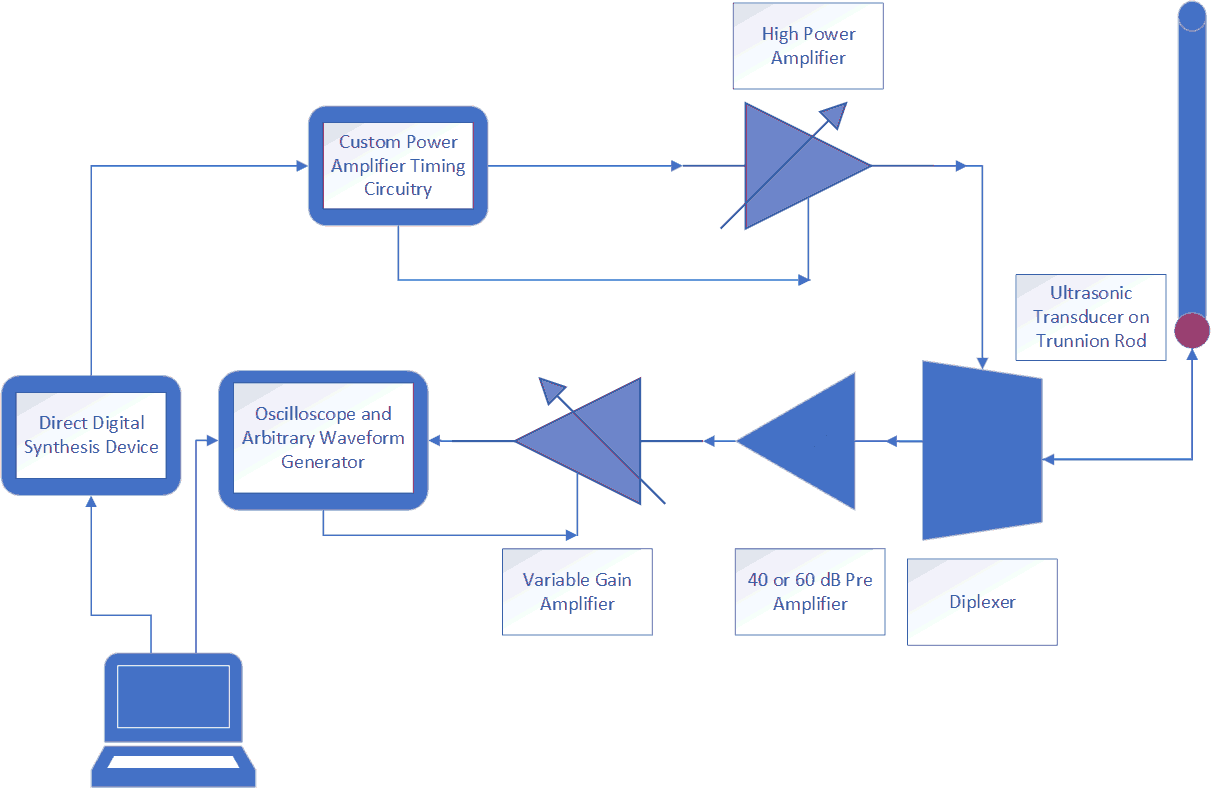 High Power
Amplifier
Custom Power
Amplifier Timing
Circuitry
Ultrasonic
Transducer on
Trunnion Rod
Direct Digital
Synthesis Device
Oscilloscope and
Arbitrary Waveform
Generator
Variable Gain
Amplifier
40 or 60 dB Pre
Amplifier
Diplexer